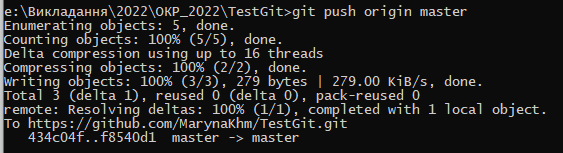 e:\Викладання\2022\ОКР_2022\TestGit>git push origin master
Enumerating objects: 5, done.
Counting objects: 100% (5/5), done.
Delta compression using up to 16 threads
Compressing objects: 100% (2/2), done.
Writing objects: 100% (3/3), 279 bytes | 279.00 KiB/s, done.
Total 3 (delta 1), reused 0 (delta 0), pack-reused 0
remote: Resolving deltas: 100% (1/1), completed with 1 local object.
To https://github.com/MarynaKhm/TestGit.git
   434c04f..f8540d1  master -> master